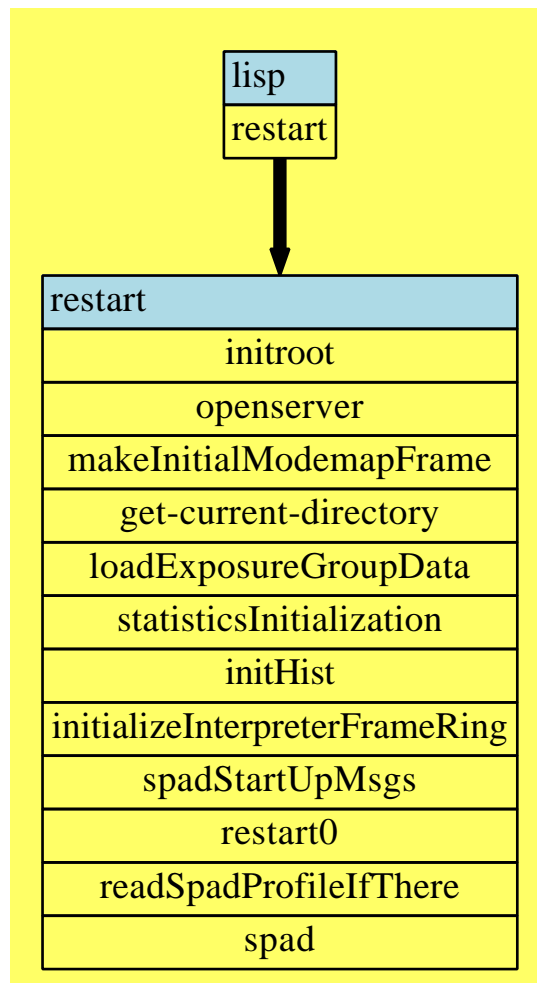 lisp
restart
restart
initroot
openserver
makeInitialModemapFrame
get-current-directory
loadExposureGroupData
statisticsInitialization
initHist
initializeInterpreterFrameRing
spadStartUpMsgs
restart0
readSpadProfileIfThere
spad